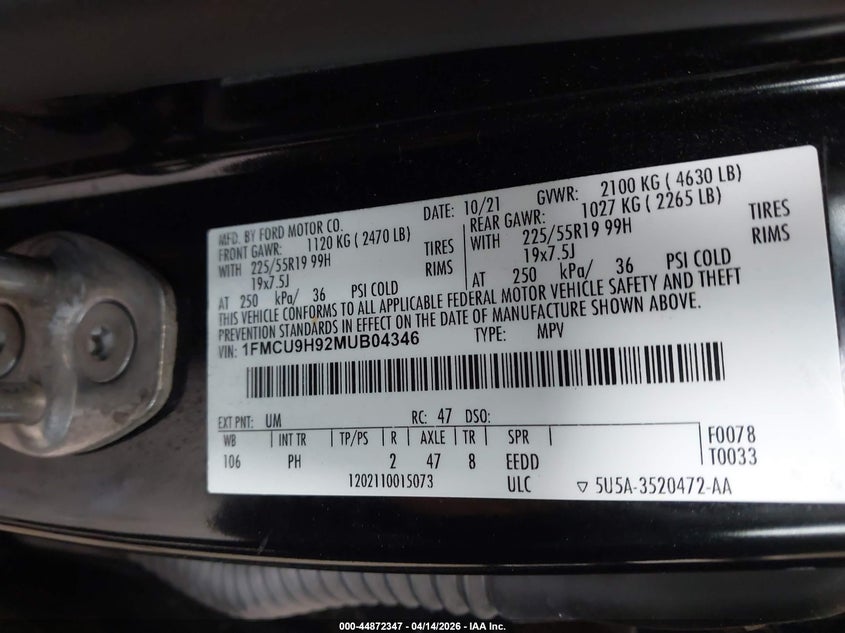 MFD. BY FORD MOTOR CO.
DATE: 10/21 GVWR: 2100 KG ( 4630 LB)
FRONT GAWR: 1120 KG ( 2470 LB)
WITH 225/55R19 99H TIRES
19x7.5J RIMS
AT 250 kPa/ 36 PSI COLD
REAR GAWR: 1027 KG ( 2265 LB)
WITH 225/55R19 99H TIRES
19x7.5J RIMS
AT 250 kPa/ 36 PSI COLD
THIS VEHICLE CONFORMS TO ALL APPLICABLE FEDERAL MOTOR VEHICLE SAFETY AND THEFT
PREVENTION STANDARDS IN EFFECT ON THE DATE OF MANUFACTURE SHOWN ABOVE.
VIN: 1FMCU9H92MUB04346 TYPE: MPV
EXT PNT: UM RC: 47 DSO:
WB INT TR TP/PS R AXLE TR SPR F0078
106 PH 2 47 8 EEDD T0033
1202110015073 ULC ▽ 5U5A-3520472-AA
000-44872347 - 04/14/2026 - IAA Inc.